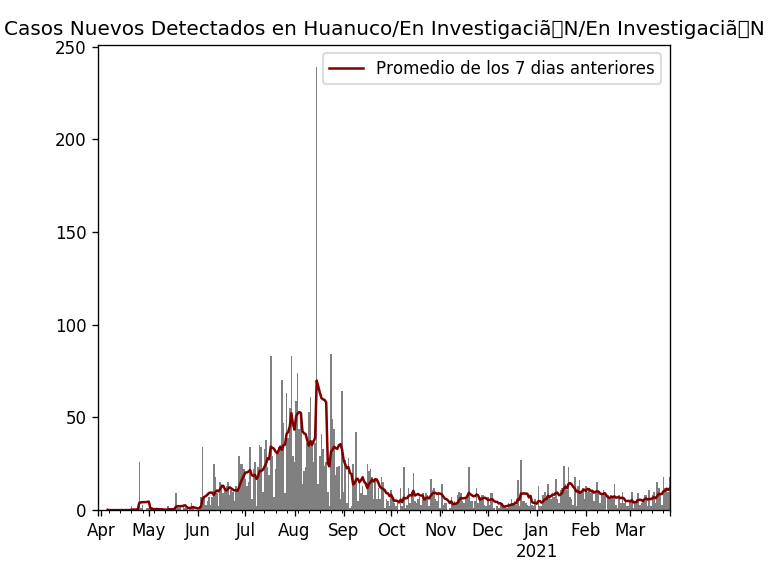 Casos Nuevos Detectados en Huanuco/En Investigaciã▯N/En Investigaciã▯N
Promedio de los 7 dias anteriores
250
200
150
100
50
0
Apr May Jun Jul Aug Sep Oct Nov Dec Jan Feb Mar
2021